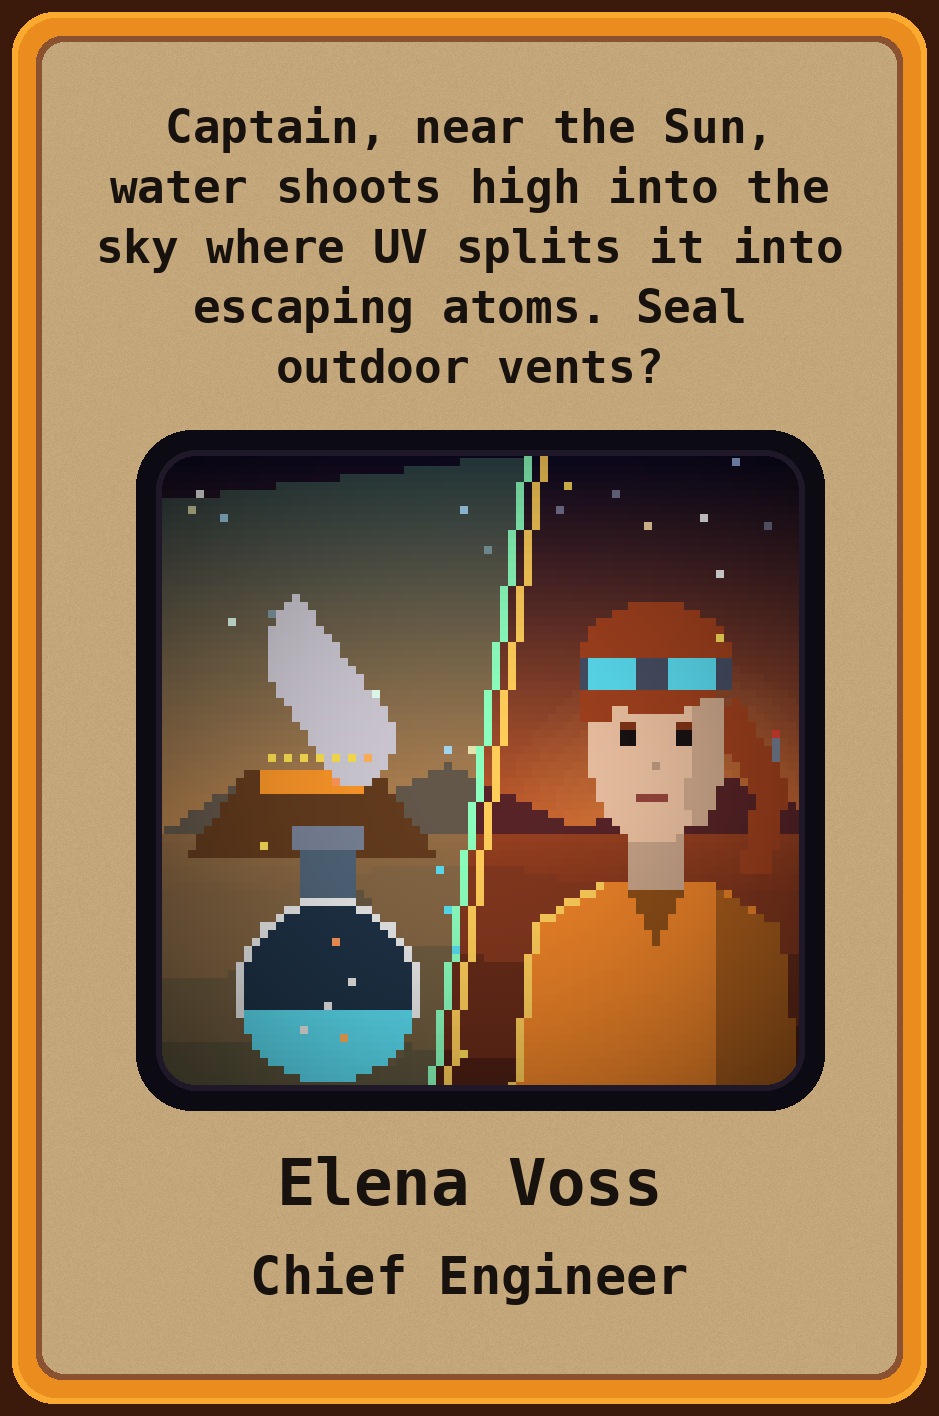 Captain, near the Sun,
water shoots high into the
sky where UV splits it into
escaping atoms. Seal
outdoor vents?
Elena Voss
Chief Engineer